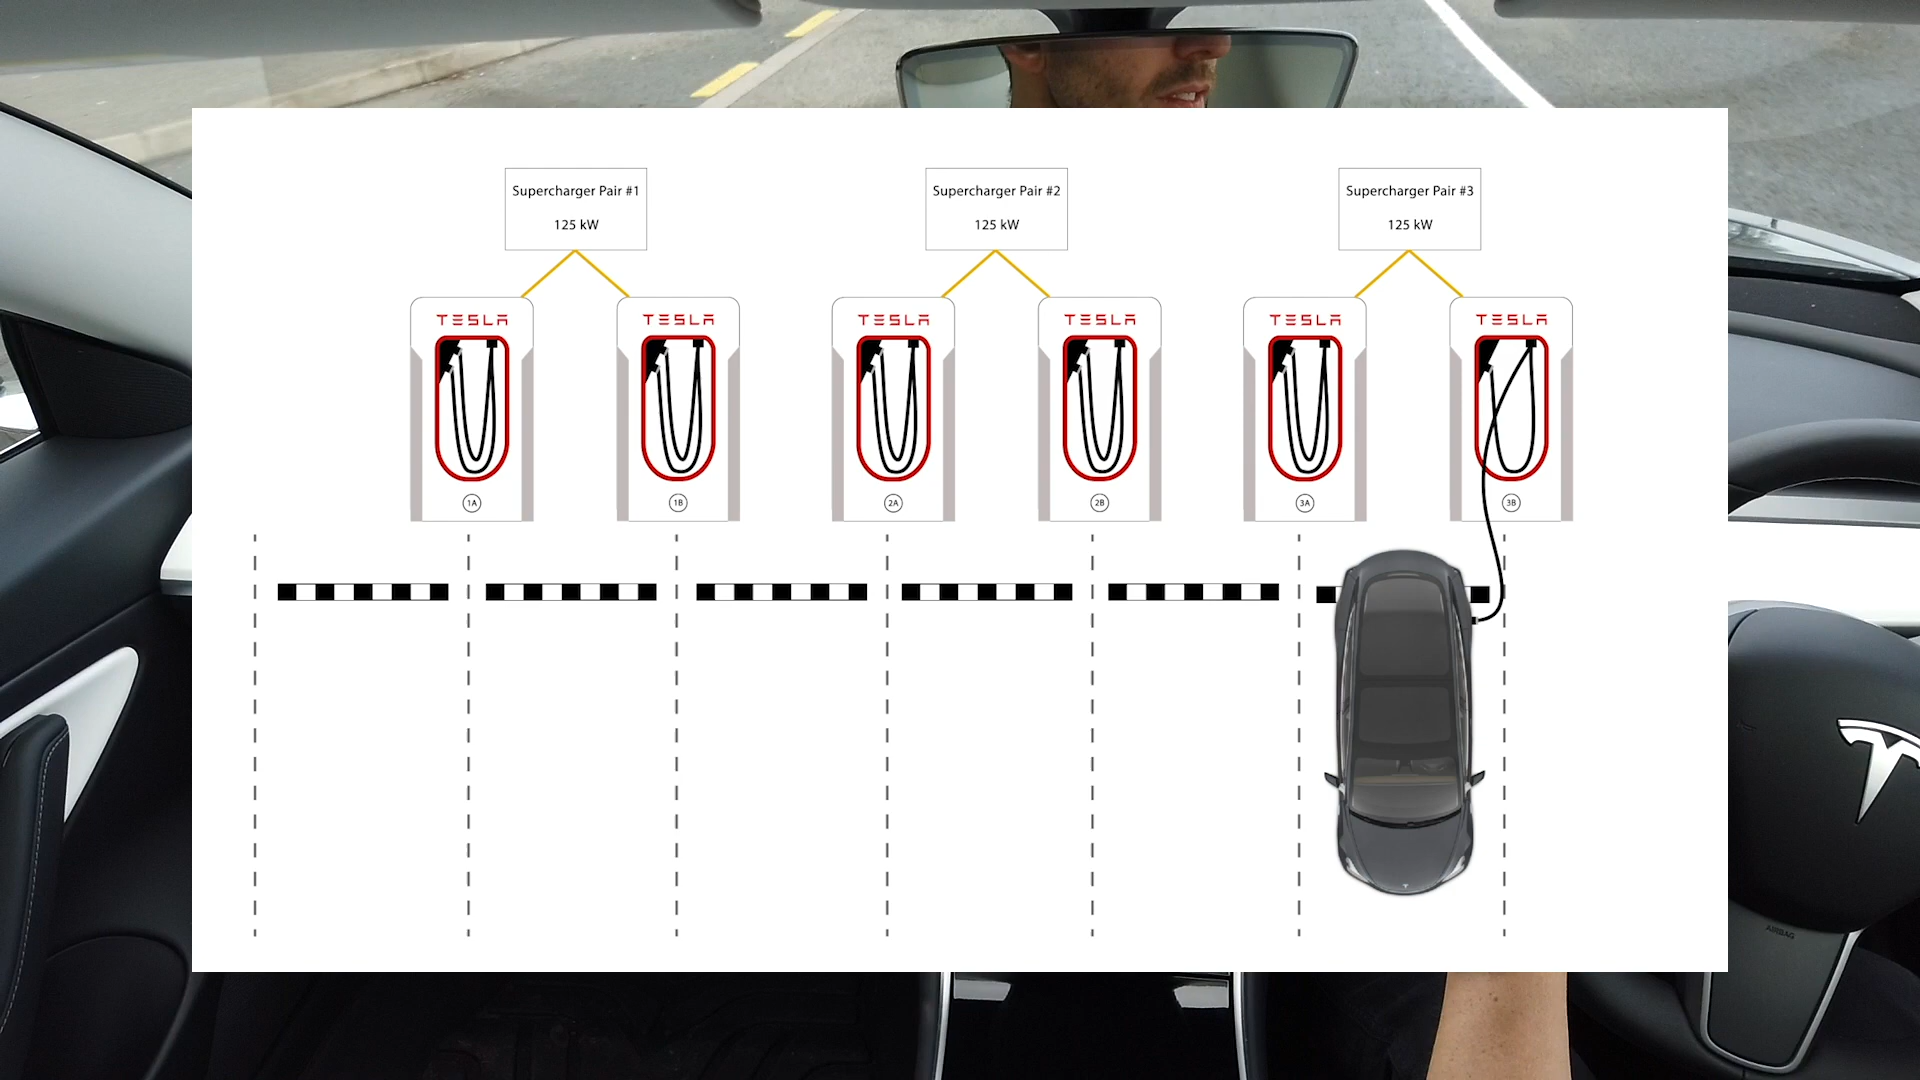 Supercharger Pair #1
125 kW
Supercharger Pair #2
125 kW
Supercharger Pair #3
125 kW
TESLA
TESLA
TESLA
TESLA
TESLA
TESLA
1A
1B
2A
2B
3A
3B
AIRBAG